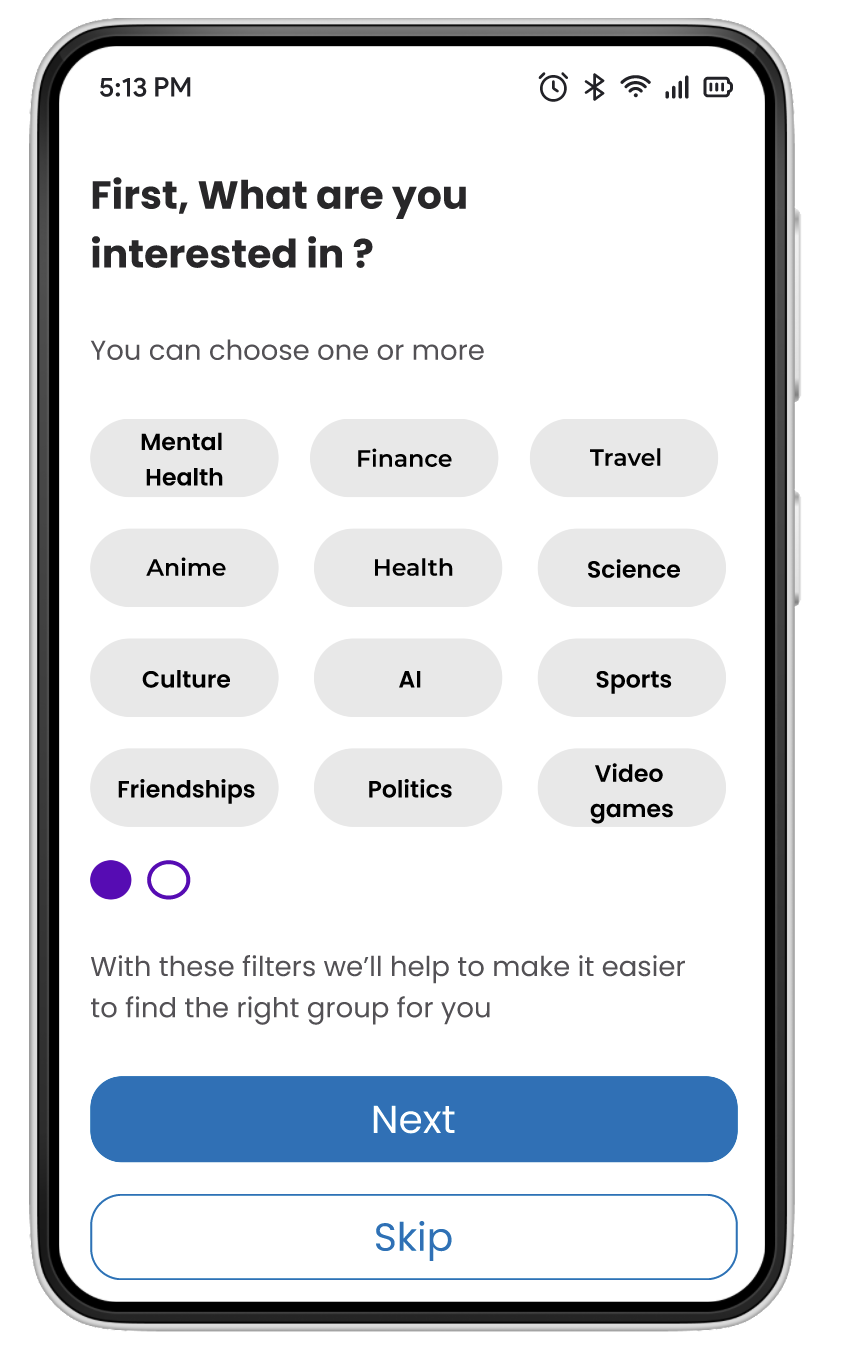 5:13 PM
First, What are you
interested in ?
You can choose one or more
Mental
Health
Finance
Travel
Anime
Health
Science
Culture
AI
Sports
Friendships
Politics
Video
games
With these filters we’ll help to make it easier
to find the right group for you
Next
Skip